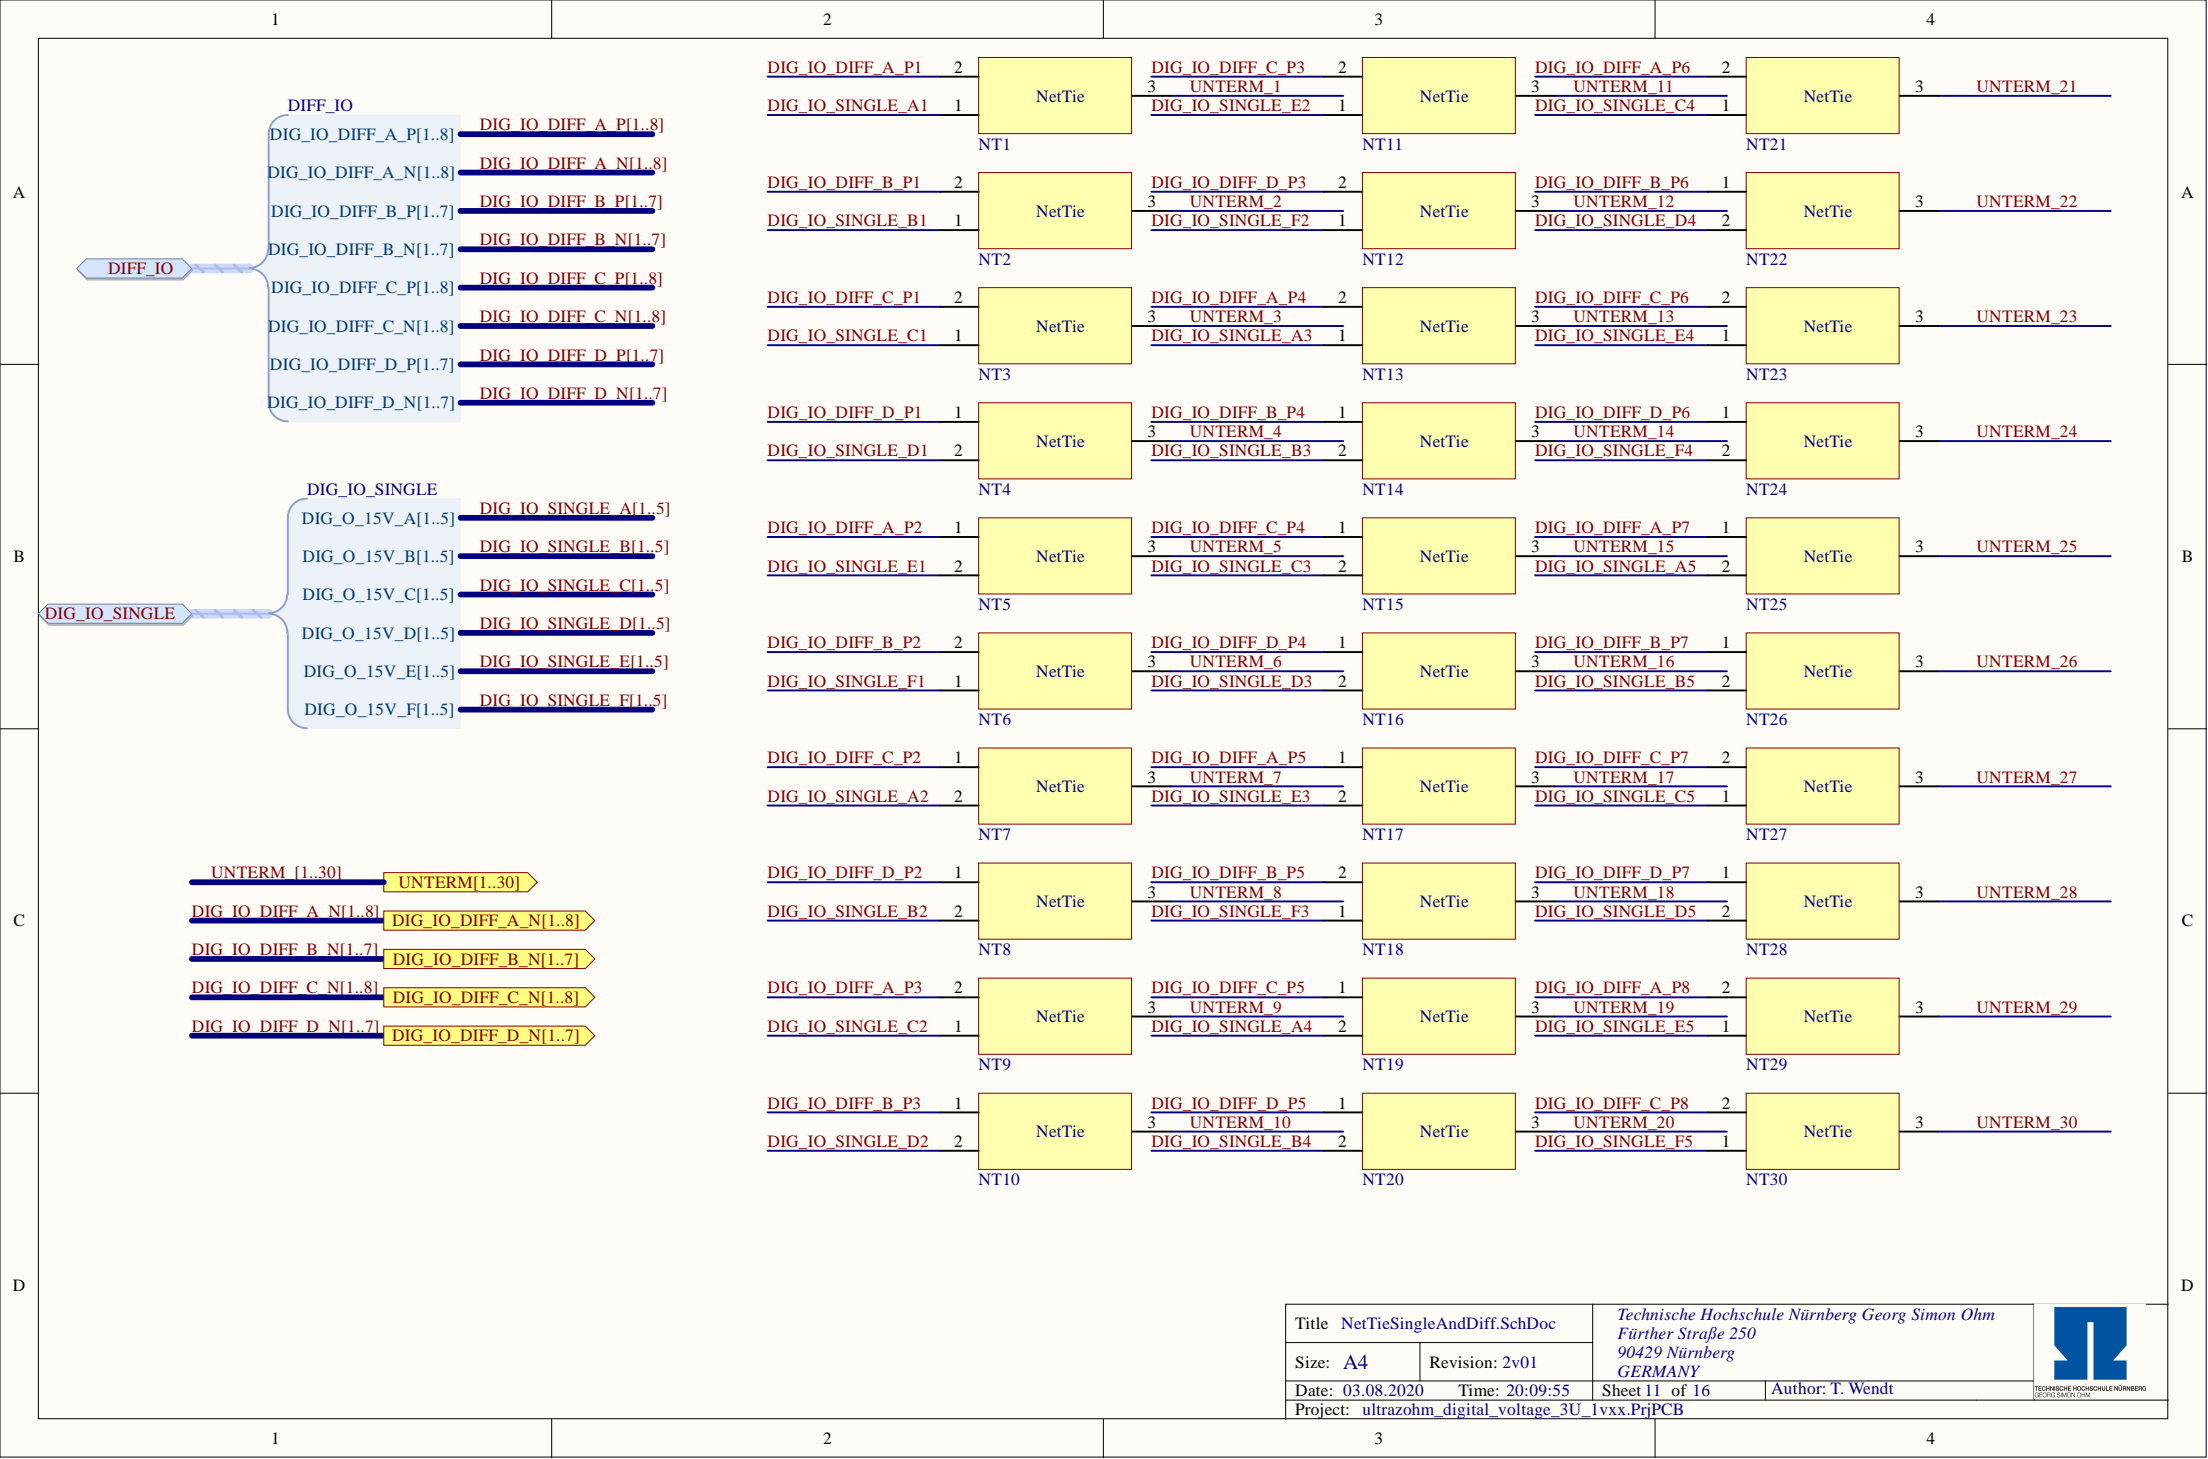 1 2 3 4
A A
B B
C C
D D
DIFF_IO
DIFF_IO
DIG_IO_DIFF_A_P[1..8] DIG_IO_DIFF_A_P[1..8]
DIG_IO_DIFF_A_N[1..8] DIG_IO_DIFF_A_N[1..8]
DIG_IO_DIFF_B_P[1..7] DIG_IO_DIFF_B_P[1..7]
DIG_IO_DIFF_B_N[1..7] DIG_IO_DIFF_B_N[1..7]
DIG_IO_DIFF_C_P[1..8] DIG_IO_DIFF_C_P[1..8]
DIG_IO_DIFF_C_N[1..8] DIG_IO_DIFF_C_N[1..8]
DIG_IO_DIFF_D_P[1..7] DIG_IO_DIFF_D_P[1..7]
DIG_IO_DIFF_D_N[1..7] DIG_IO_DIFF_D_N[1..7]
DIG_IO_SINGLE
DIG_IO_SINGLE
DIG_O_15V_A[1..5] DIG_IO_SINGLE_A[1..5]
DIG_O_15V_B[1..5] DIG_IO_SINGLE_B[1..5]
DIG_O_15V_C[1..5] DIG_IO_SINGLE_C[1..5]
DIG_O_15V_D[1..5] DIG_IO_SINGLE_D[1..5]
DIG_O_15V_E[1..5] DIG_IO_SINGLE_E[1..5]
DIG_O_15V_F[1..5] DIG_IO_SINGLE_F[1..5]
UNTERM_[1..30] UNTERM[1..30]
DIG_IO_DIFF_A_N[1..8] DIG_IO_DIFF_A_N[1..8]
DIG_IO_DIFF_B_N[1..7] DIG_IO_DIFF_B_N[1..7]
DIG_IO_DIFF_C_N[1..8] DIG_IO_DIFF_C_N[1..8]
DIG_IO_DIFF_D_N[1..7] DIG_IO_DIFF_D_N[1..7]
DIG_IO_DIFF_A_P1 2
NetTie 3 UNTERM_1
DIG_IO_SINGLE_A1 1
NT1
DIG_IO_DIFF_B_P1 2
NetTie 3 UNTERM_2
DIG_IO_SINGLE_B1 1
NT2
DIG_IO_DIFF_C_P1 2
NetTie 3 UNTERM_3
DIG_IO_SINGLE_C1 1
NT3
DIG_IO_DIFF_D_P1 1
NetTie 3 UNTERM_4
DIG_IO_SINGLE_D1 2
NT4
DIG_IO_DIFF_A_P2 1
NetTie 3 UNTERM_5
DIG_IO_SINGLE_E1 2
NT5
DIG_IO_DIFF_B_P2 2
NetTie 3 UNTERM_6
DIG_IO_SINGLE_F1 1
NT6
DIG_IO_DIFF_C_P2 1
NetTie 3 UNTERM_7
DIG_IO_SINGLE_A2 2
NT7
DIG_IO_DIFF_D_P2 1
NetTie 3 UNTERM_8
DIG_IO_SINGLE_B2 2
NT8
DIG_IO_DIFF_A_P3 2
NetTie 3 UNTERM_9
DIG_IO_SINGLE_C2 1
NT9
DIG_IO_DIFF_B_P3 1
NetTie 3 UNTERM_10
DIG_IO_SINGLE_D2 2
NT10
DIG_IO_DIFF_C_P3 2
NetTie 3 UNTERM_11
DIG_IO_SINGLE_E2 1
NT11
DIG_IO_DIFF_D_P3 2
NetTie 3 UNTERM_12
DIG_IO_SINGLE_F2 1
NT12
DIG_IO_DIFF_A_P4 2
NetTie 3 UNTERM_13
DIG_IO_SINGLE_A3 1
NT13
DIG_IO_DIFF_B_P4 1
NetTie 3 UNTERM_14
DIG_IO_SINGLE_B3 2
NT14
DIG_IO_DIFF_C_P4 1
NetTie 3 UNTERM_15
DIG_IO_SINGLE_C3 2
NT15
DIG_IO_DIFF_D_P4 1
NetTie 3 UNTERM_16
DIG_IO_SINGLE_D3 2
NT16
DIG_IO_DIFF_A_P5 1
NetTie 3 UNTERM_17
DIG_IO_SINGLE_E3 2
NT17
DIG_IO_DIFF_B_P5 2
NetTie 3 UNTERM_18
DIG_IO_SINGLE_F3 1
NT18
DIG_IO_DIFF_C_P5 1
NetTie 3 UNTERM_19
DIG_IO_SINGLE_A4 2
NT19
DIG_IO_DIFF_D_P5 1
NetTie 3 UNTERM_20
DIG_IO_SINGLE_B4 2
NT20
DIG_IO_DIFF_A_P6 2
NetTie 3 UNTERM_21
DIG_IO_SINGLE_C4 1
NT21
DIG_IO_DIFF_B_P6 1
NetTie 3 UNTERM_22
DIG_IO_SINGLE_D4 2
NT22
DIG_IO_DIFF_C_P6 2
NetTie 3 UNTERM_23
DIG_IO_SINGLE_E4 1
NT23
DIG_IO_DIFF_D_P6 1
NetTie 3 UNTERM_24
DIG_IO_SINGLE_F4 2
NT24
DIG_IO_DIFF_A_P7 1
NetTie 3 UNTERM_25
DIG_IO_SINGLE_A5 2
NT25
DIG_IO_DIFF_B_P7 1
NetTie 3 UNTERM_26
DIG_IO_SINGLE_B5 2
NT26
DIG_IO_DIFF_C_P7 2
NetTie 3 UNTERM_27
DIG_IO_SINGLE_C5 1
NT27
DIG_IO_DIFF_D_P7 1
NetTie 3 UNTERM_28
DIG_IO_SINGLE_D5 2
NT28
DIG_IO_DIFF_A_P8 2
NetTie 3 UNTERM_29
DIG_IO_SINGLE_E5 1
NT29
DIG_IO_DIFF_C_P8 2
NetTie 3 UNTERM_30
DIG_IO_SINGLE_F5 1
NT30
Title NetTieSingleAndDiff.SchDoc
Size: A4 Revision: 2v01
Date: 03.08.2020 Time: 20:09:55 Sheet 11 of 16 Author: T. Wendt
Project: ultrazohm_digital_voltage_3U_1vxx.PrjPCB
Technische Hochschule Nürnberg Georg Simon Ohm
Fürther Straße 250
90429 Nürnberg
GERMANY
TECHNISCHE HOCHSCHULE NÜRNBERG
GEORG SIMON OHM
1 2 3 4